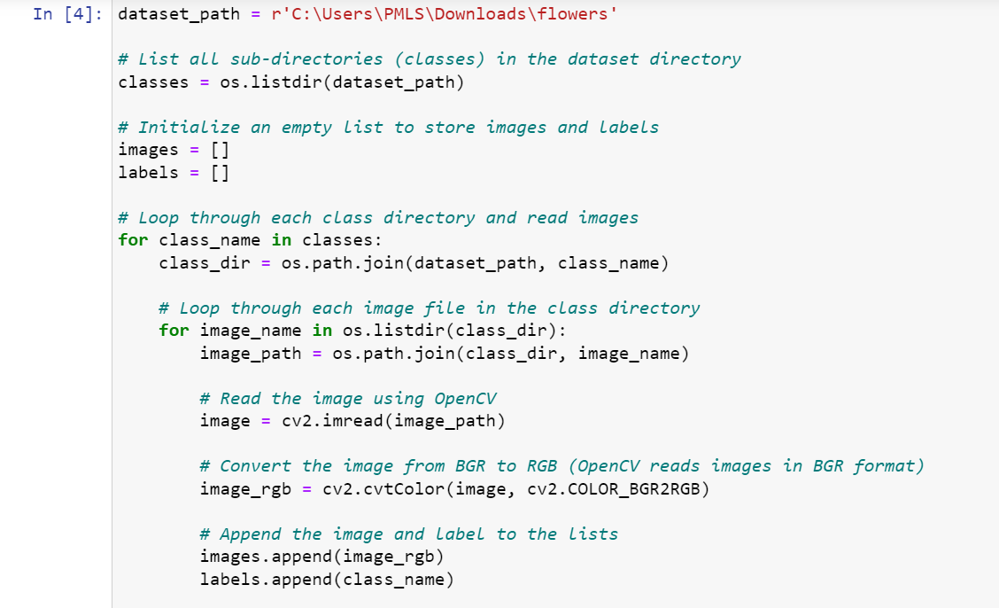 In [4]: dataset_path = r'C:\Users\PMLS\Downloads\flowers'
# List all sub-directories (classes) in the dataset directory
classes = os.listdir(dataset_path)
# Initialize an empty list to store images and labels
images = []
labels = []
# Loop through each class directory and read images
for class_name in classes:
    class_dir = os.path.join(dataset_path, class_name)
    # Loop through each image file in the class directory
    for image_name in os.listdir(class_dir):
        image_path = os.path.join(class_dir, image_name)
        # Read the image using OpenCV
        image = cv2.imread(image_path)
        # Convert the image from BGR to RGB (OpenCV reads images in BGR format)
        image_rgb = cv2.cvtColor(image, cv2.COLOR_BGR2RGB)
        # Append the image and label to the lists
        images.append(image_rgb)
        labels.append(class_name)